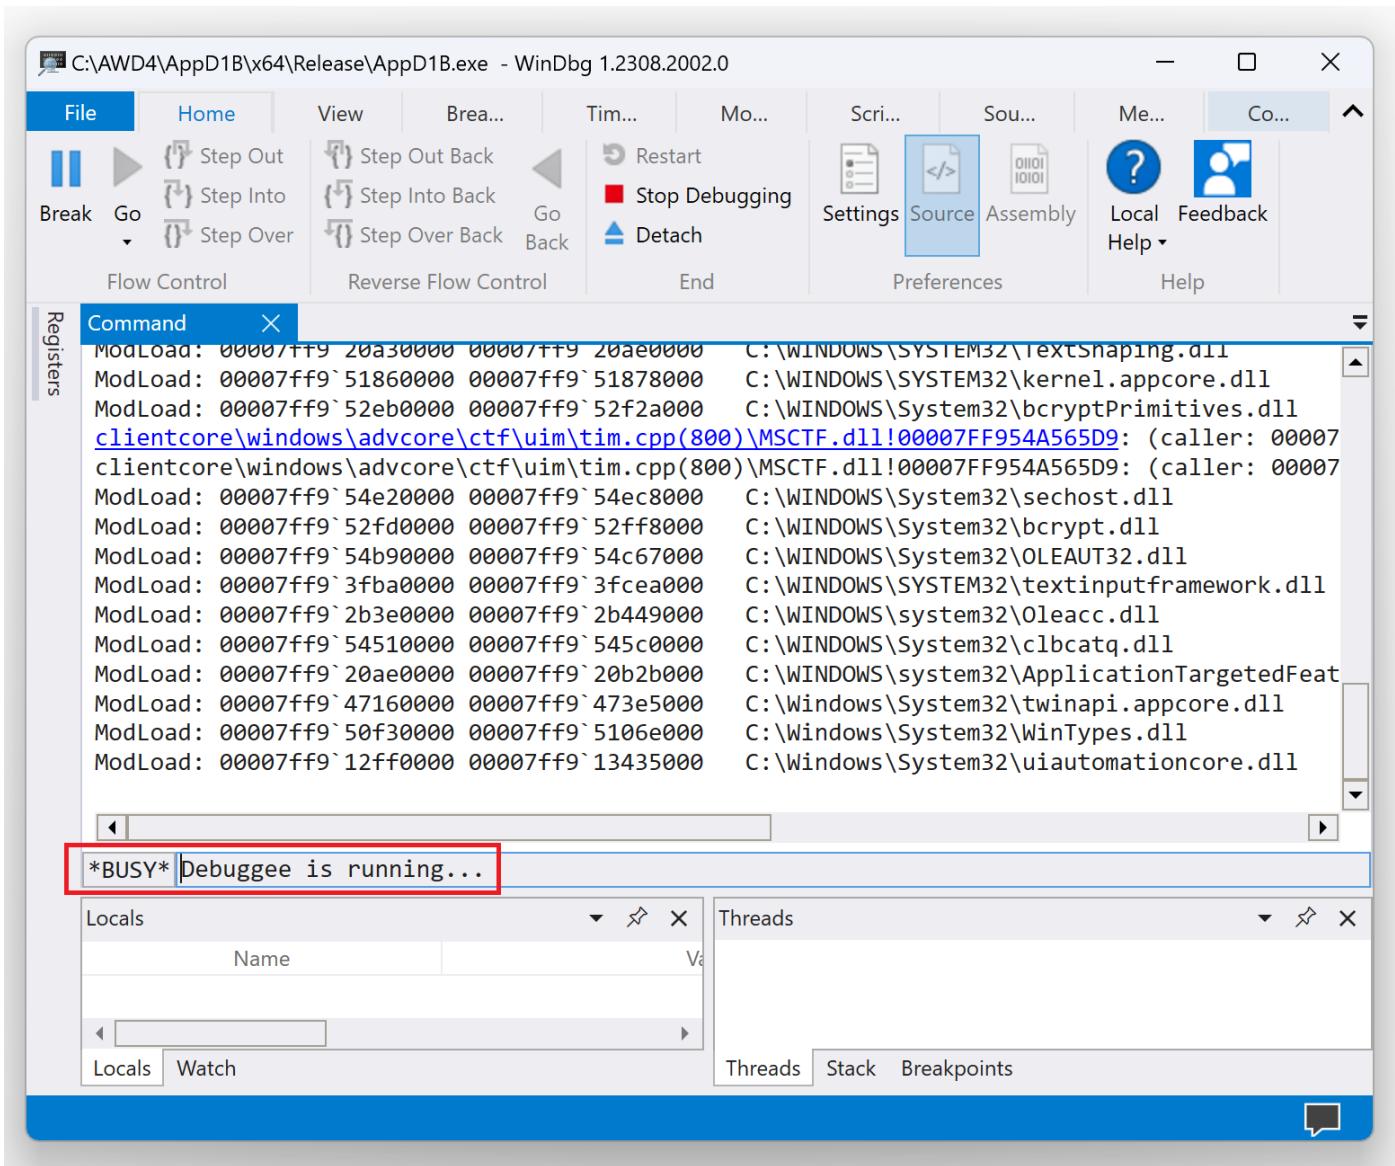 C:\AWD4\AppD1B\x64\Release\AppD1B.exe - WinDbg 1.2308.2002.0
File Home View Brea... Tim... Mo... Scri... Sou... Me... Co...
Break
Go
Step Out
Step Into
Step Over
Flow Control
Step Out Back
Step Into Back
Step Over Back
Go
Back
Reverse Flow Control
Restart
Stop Debugging
Detach
End
Settings
Source
Assembly
Preferences
Local
Help
Feedback
Help
Registers
Command
ModLoad: 00007ff9`20a30000 00007ff9`20ae0000 C:\WINDOWS\SYSTEM32\TextShaping.dll
ModLoad: 00007ff9`51860000 00007ff9`51878000 C:\WINDOWS\SYSTEM32\kernel.appcore.dll
ModLoad: 00007ff9`52eb0000 00007ff9`52f2a000 C:\WINDOWS\System32\bcryptPrimitives.dll
clientcore\windows\advcore\ctf\uim\tim.cpp(800)\MSCTF.dll!00007FF954A565D9: (caller: 00007
clientcore\windows\advcore\ctf\uim\tim.cpp(800)\MSCTF.dll!00007FF954A565D9: (caller: 00007
ModLoad: 00007ff9`54e20000 00007ff9`54ec8000 C:\WINDOWS\System32\sechost.dll
ModLoad: 00007ff9`52fd0000 00007ff9`52ff8000 C:\WINDOWS\System32\bcrypt.dll
ModLoad: 00007ff9`54b90000 00007ff9`54c67000 C:\WINDOWS\System32\OLEAUT32.dll
ModLoad: 00007ff9`3fba0000 00007ff9`3fcea000 C:\WINDOWS\SYSTEM32\textinputframework.dll
ModLoad: 00007ff9`2b3e0000 00007ff9`2b449000 C:\WINDOWS\system32\Oleacc.dll
ModLoad: 00007ff9`54510000 00007ff9`545c0000 C:\WINDOWS\System32\clbcatq.dll
ModLoad: 00007ff9`20ae0000 00007ff9`20b2b000 C:\WINDOWS\System32\ApplicationTargetedFeat
ModLoad: 00007ff9`47160000 00007ff9`473e5000 C:\Windows\System32\twinapi.appcore.dll
ModLoad: 00007ff9`50f30000 00007ff9`5106e000 C:\Windows\System32\WinTypes.dll
ModLoad: 00007ff9`12ff0000 00007ff9`13435000 C:\Windows\System32\uiautomationcore.dll
*BUSY* Debuggee is running...
Locals
Name Va
Locals Watch
Threads
Threads Stack Breakpoints